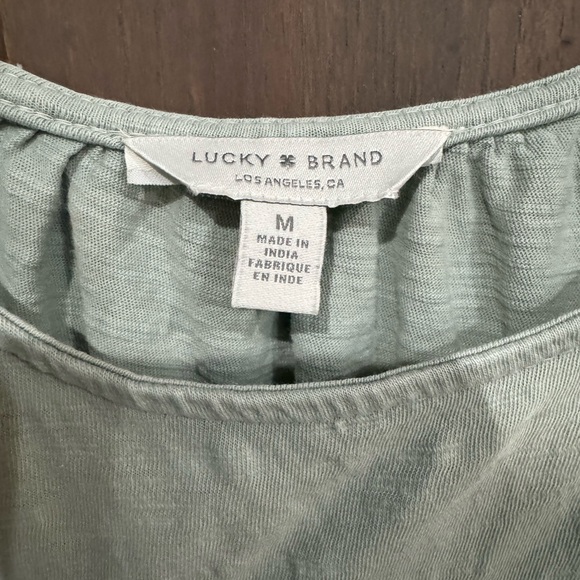 LUCKY BRAND
LOS ANGELES, CA
M
MADE IN
INDIA
FABRIQUE
EN INDE